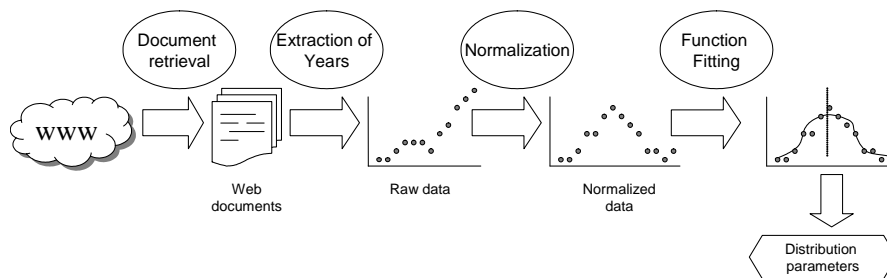 Document
retrieval
Extraction of
Years
Normalization
Function
Fitting
WWW
Web
documents
Raw data
Normalized
data
Distribution
parameters